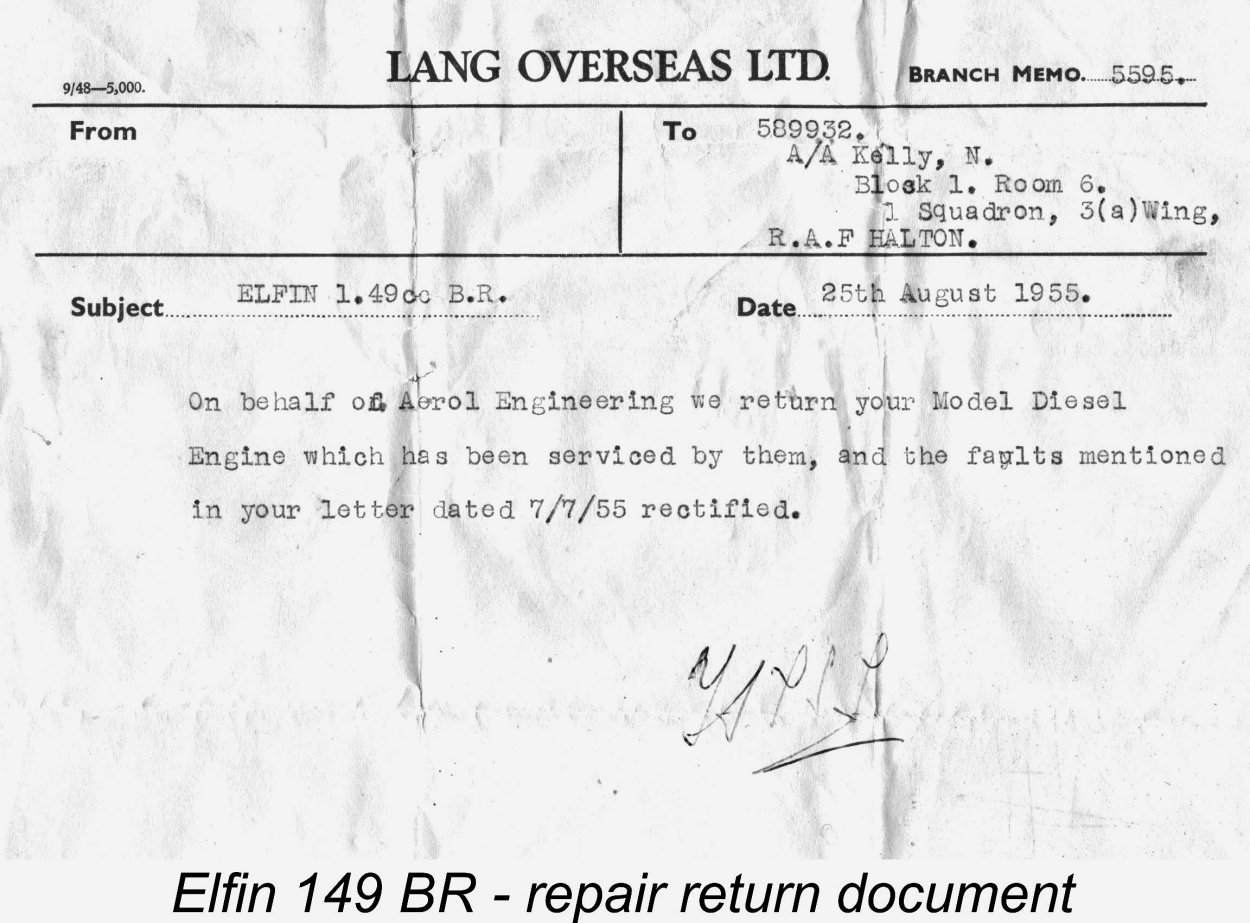 LANG OVERSEAS LTD.
BRANCH MEMO. 5595.
9/48—5,000.
From
To 589932.
A/A Kelly, N.
Block 1. Room 6.
1 Squadron, 3(a)Wing,
R.A.F HALTON.
Subject ELFIN 1.49cc B.R.
Date 25th August 1955.
On behalf of Aerol Engineering we return your Model Diesel
Engine which has been serviced by them, and the faults mentioned
in your letter dated 7/7/55 rectified.
Elfin 149 BR - repair return document